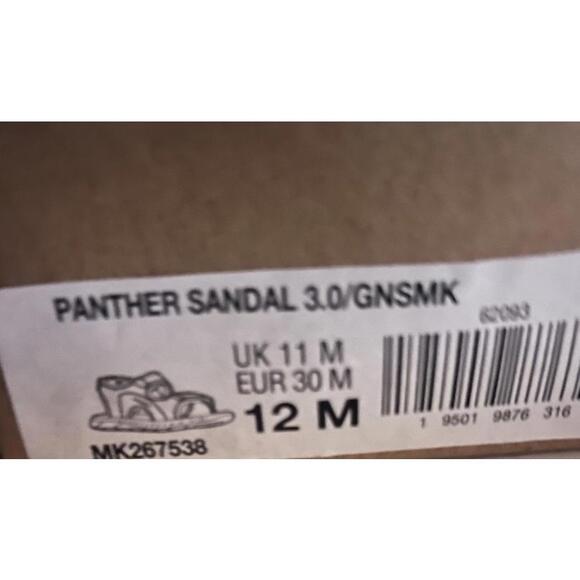 PANTHER SANDAL 3.0/GNSMK
62093
UK 11 M
EUR 30 M
12 M
MK267538
1 9501 9876 316